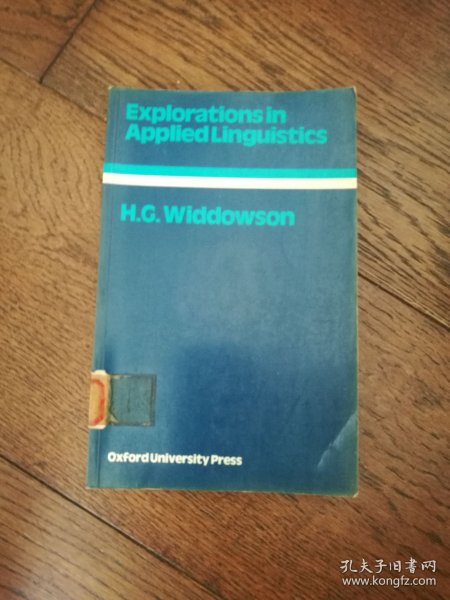 Explorations in
Applied Linguistics
H.G. Widdowson
Oxford University Press
孔夫子旧书网
www.kongfz.com